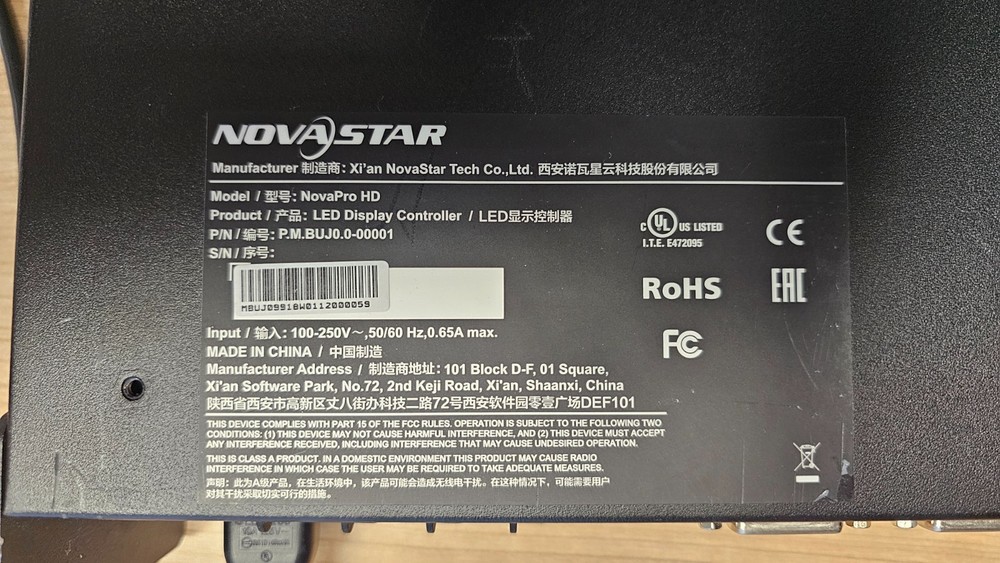 NOVASTAR
Manufacturer 制造商: Xi'an NovaStar Tech Co.,Ltd. 西安诺瓦星云科技股份有限公司
Model / 型号: NovaPro HD
Product / 产品: LED Display Controller / LED显示控制器
P/N / 编号: P.M.BUJ0.0-00001
S/N / 序号:
MBUJ09918W0112000059
C UL US LISTED
I.T.E. E472095
CE
RoHS
EAC
FC
Input / 输入: 100-250V～,50/60 Hz,0.65A max.
MADE IN CHINA / 中国制造
Manufacturer Address / 制造商地址: 101 Block D-F, 01 Square,
Xi'an Software Park, No.72, 2nd Keji Road, Xi'an, Shaanxi, China
陕西省西安市高新区丈八街办科技二路72号西安软件园零壹广场DEF101
THIS DEVICE COMPLIES WITH PART 15 OF THE FCC RULES. OPERATION IS SUBJECT TO THE FOLLOWING TWO
CONDITIONS: (1) THIS DEVICE MAY NOT CAUSE HARMFUL INTERFERENCE, AND (2) THIS DEVICE MUST ACCEPT
ANY INTERFERENCE RECEIVED, INCLUDING INTERFERENCE THAT MAY CAUSE UNDESIRED OPERATION.
THIS IS CLASS A PRODUCT. IN A DOMESTIC ENVIRONMENT THIS PRODUCT MAY CAUSE RADIO
INTERFERENCE IN WHICH CASE THE USER MAY BE REQUIRED TO TAKE ADEQUATE MEASURES.
声明: 此为A级产品，在生活环境中，该产品可能会造成无线电干扰。在这种情况下，可能需要用户
对其干扰采取切实可行的措施。